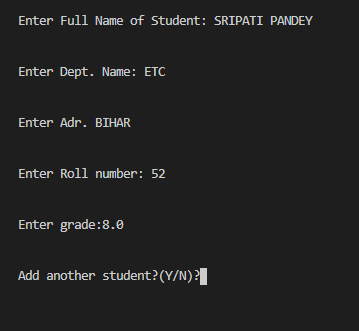 Enter Full Name of Student: SRIPATI PANDEY
Enter Dept. Name: ETC
Enter Adr. BIHAR
Enter Roll number: 52
Enter grade:8.0
Add another student?(Y/N)?